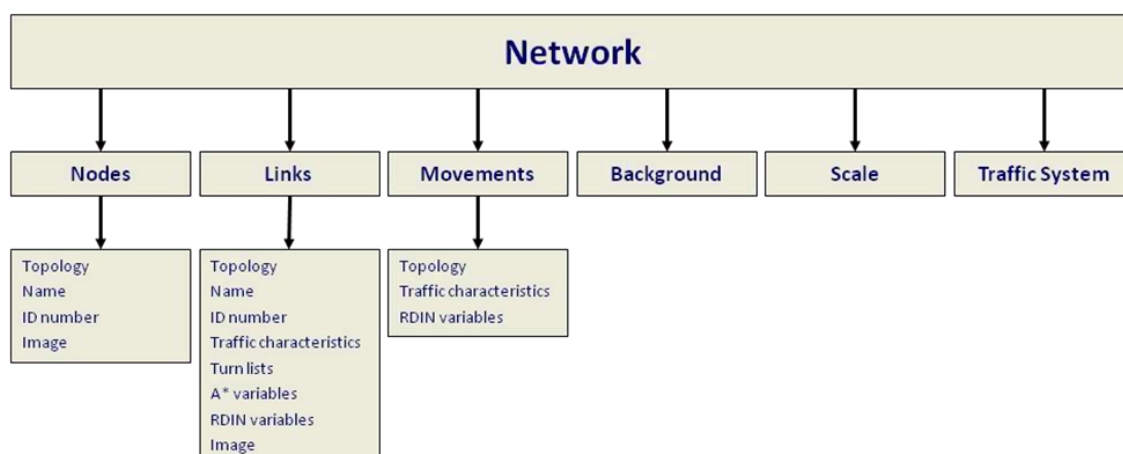 Network
Nodes
Links
Movements
Background
Scale
Traffic System
Topology
Name
ID number
Image
Topology
Name
ID number
Traffic characteristics
Turn lists
A* variables
RDIN variables
Image
Topology
Traffic characteristics
RDIN variables